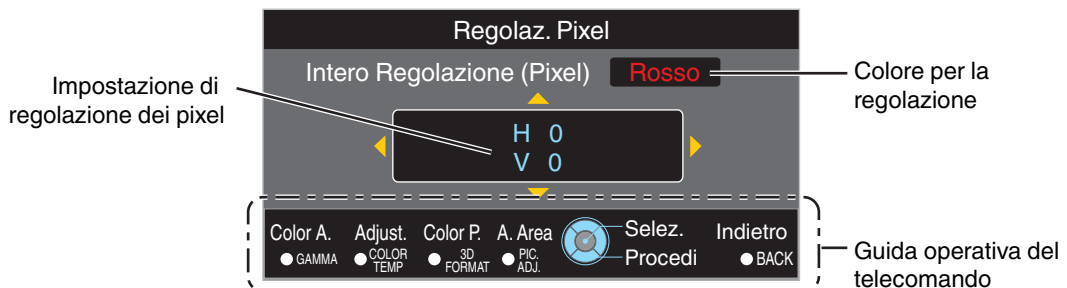 Regolaz. Pixel
Intero Regolazione (Pixel) Rosso
Impostazione di
regolazione dei pixel
Colore per la
regolazione
H 0
V 0
Color A. Adjust. Color P. A. Area Selez. Indietro
GAMMA COLOR TEMP 3D FORMAT PIC. ADJ. Procedi BACK
Guida operativa del
telecomando